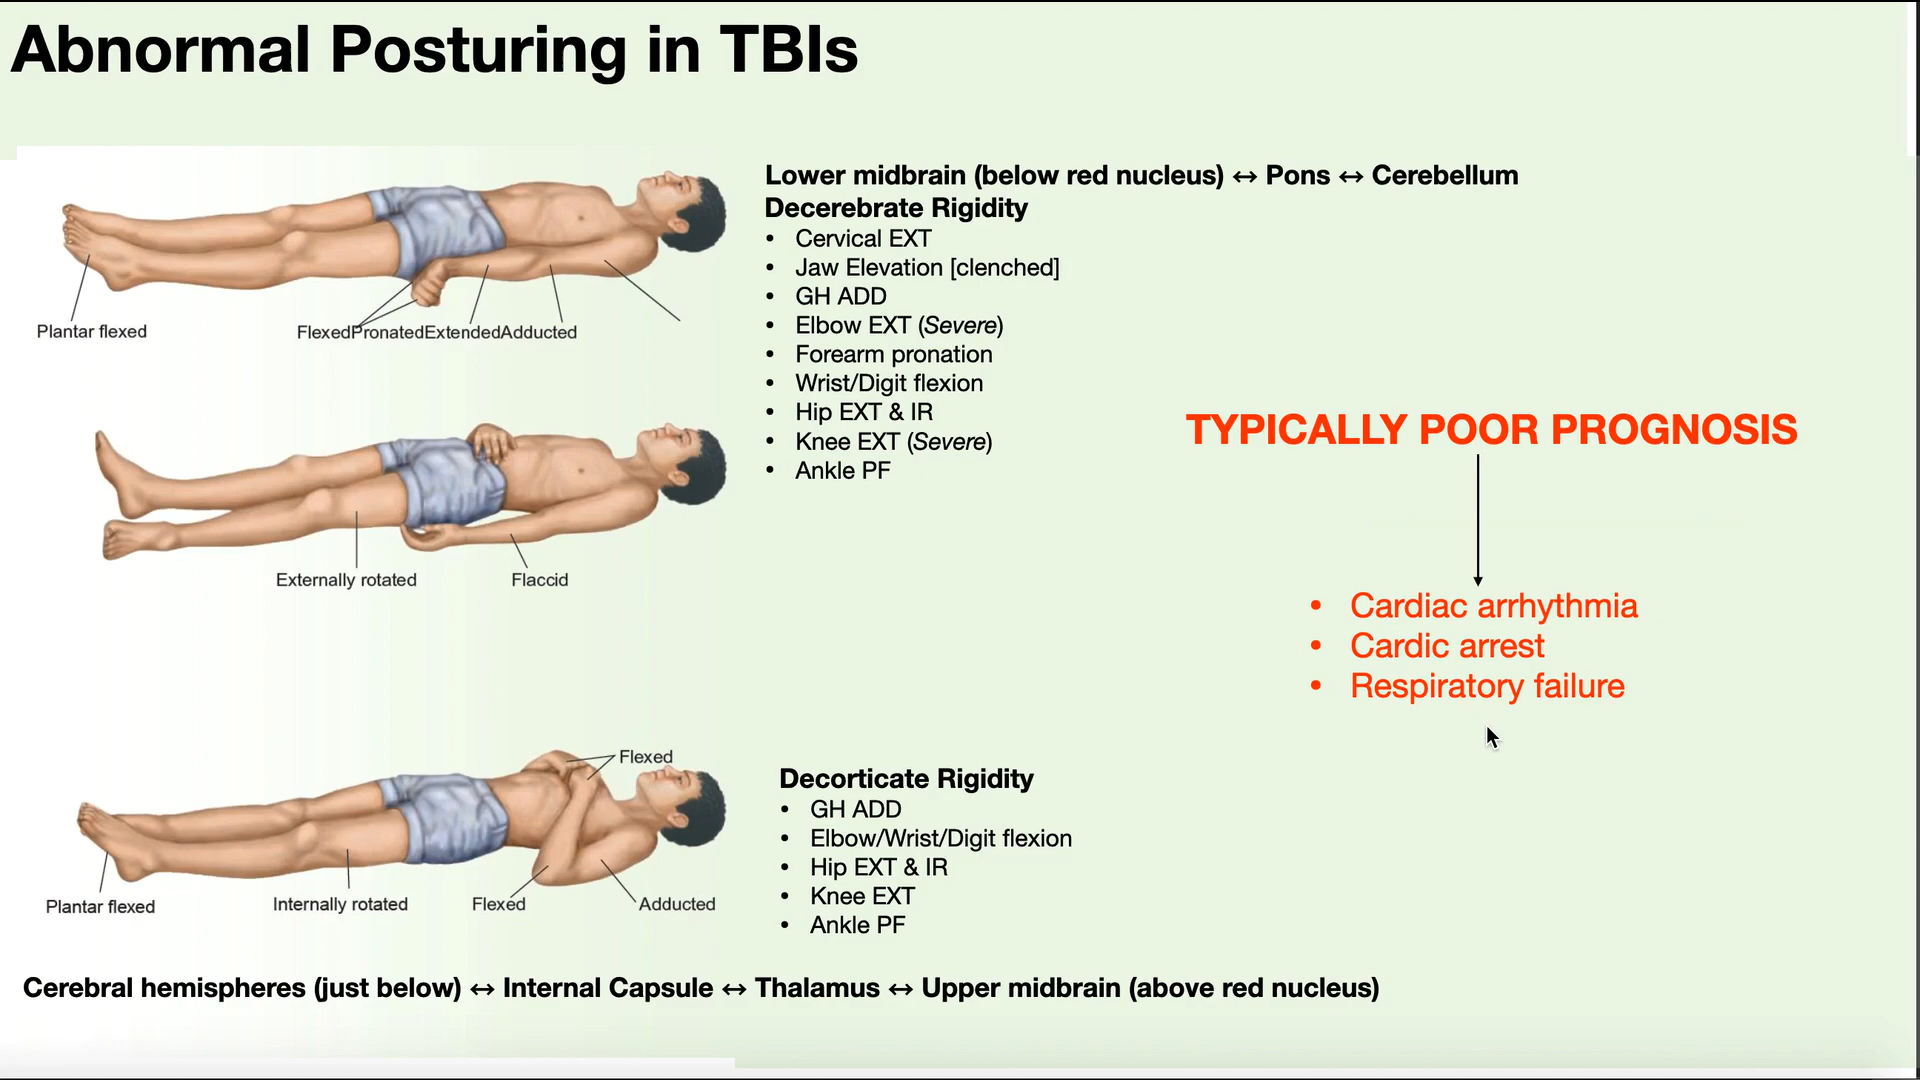 Abnormal Posturing in TBIs
Plantar flexed
FlexedPronatedExtendedAdducted
Lower midbrain (below red nucleus) ↔ Pons ↔ Cerebellum
Decerebrate Rigidity
• Cervical EXT
• Jaw Elevation [clenched]
• GH ADD
• Elbow EXT (Severe)
• Forearm pronation
• Wrist/Digit flexion
• Hip EXT & IR
• Knee EXT (Severe)
• Ankle PF
Externally rotated
Flaccid
TYPICALLY POOR PROGNOSIS
• Cardiac arrhythmia
• Cardic arrest
• Respiratory failure
Flexed
Plantar flexed
Internally rotated
Flexed
Adducted
Decorticate Rigidity
• GH ADD
• Elbow/Wrist/Digit flexion
• Hip EXT & IR
• Knee EXT
• Ankle PF
Cerebral hemispheres (just below) ↔ Internal Capsule ↔ Thalamus ↔ Upper midbrain (above red nucleus)